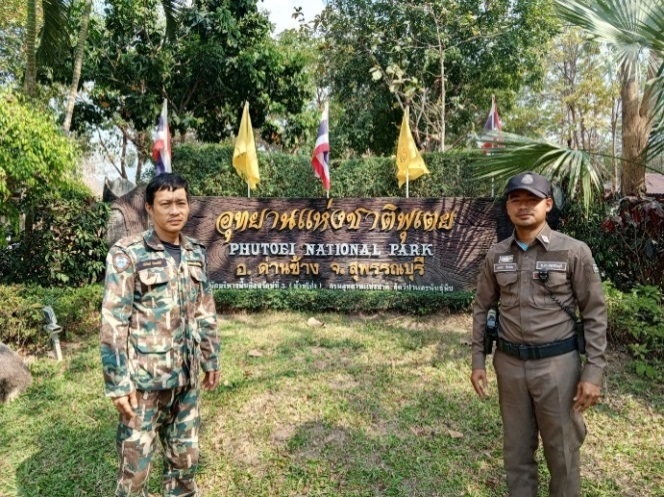 อุทยานแห่งชาติพุเตย
PHUTOEI NATIONAL PARK
อ. ด่านช้าง จ. สุพรรณบุรี